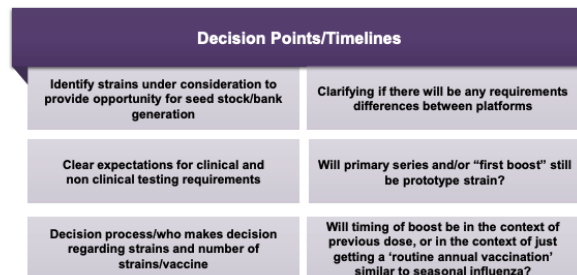 Decision Points/Timelines
Identify strains under consideration to
provide opportunity for seed stock/bank
generation
Clarifying if there will be any requirements
differences between platforms
Clear expectations for clinical and
non clinical testing requirements
Will primary series and/or “first boost” still
be prototype strain?
Decision process/who makes decision
regarding strains and number of
strains/vaccine
Will timing of boost be in the context of
previous dose, or in the context of just
getting a ‘routine annual vaccination’
similar to seasonal influenza?